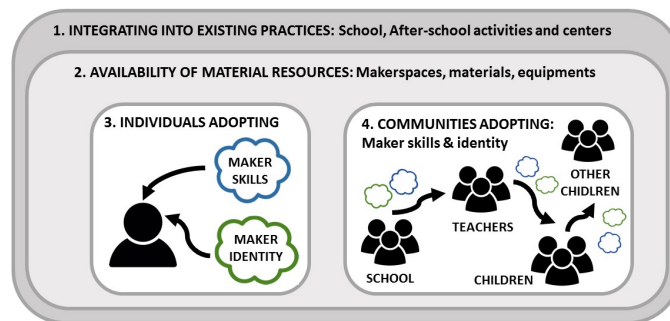 1. INTEGRATING INTO EXISTING PRACTICES: School, After-school activities and centers
2. AVAILABILITY OF MATERIAL RESOURCES: Makerspaces, materials, equipments
3. INDIVIDUALS ADOPTING
MAKER
SKILLS
MAKER
IDENTITY
4. COMMUNITIES ADOPTING:
Maker skills & identity
OTHER
CHIDLREN
TEACHERS
SCHOOL
CHILDREN